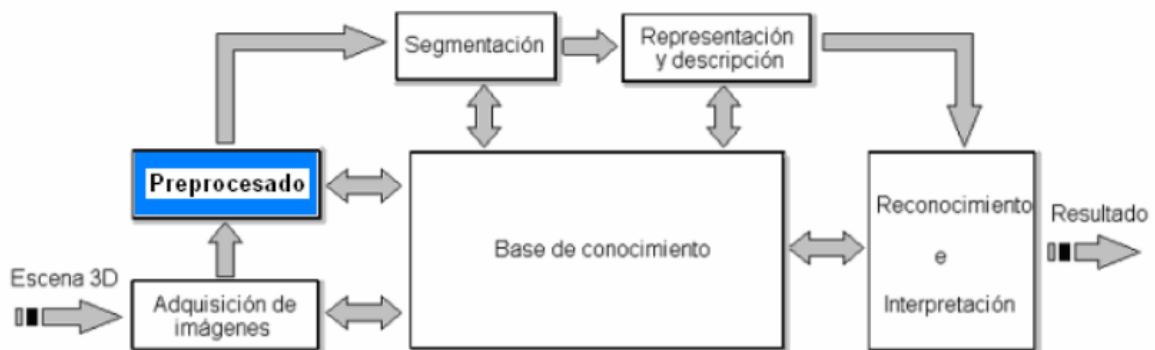 Segmentación
Representación
y descripción
Preprocesado
Base de conocimiento
Reconocimiento
e
Interpretación
Resultado
Escena 3D
Adquisición de
imágenes